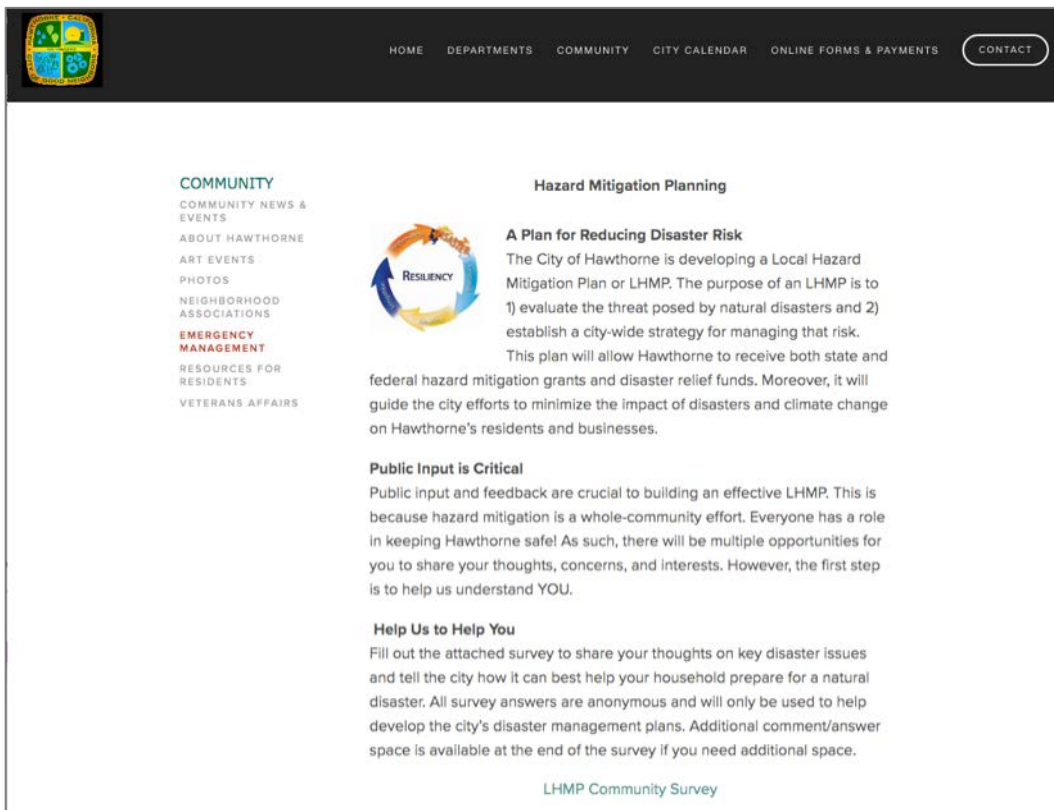 HOME DEPARTMENTS COMMUNITY CITY CALENDAR ONLINE FORMS & PAYMENTS CONTACT
COMMUNITY
COMMUNITY NEWS &
EVENTS
ABOUT HAWTHORNE
ART EVENTS
PHOTOS
NEIGHBORHOOD
ASSOCIATIONS
EMERGENCY
MANAGEMENT
RESOURCES FOR
RESIDENTS
VETERANS AFFAIRS
Hazard Mitigation Planning
RESILIENCY
A Plan for Reducing Disaster Risk
The City of Hawthorne is developing a Local Hazard
Mitigation Plan or LHMP. The purpose of an LHMP is to
1) evaluate the threat posed by natural disasters and 2)
establish a city-wide strategy for managing that risk.
This plan will allow Hawthorne to receive both state and
federal hazard mitigation grants and disaster relief funds. Moreover, it will
guide the city efforts to minimize the impact of disasters and climate change
on Hawthorne's residents and businesses.
Public Input is Critical
Public input and feedback are crucial to building an effective LHMP. This is
because hazard mitigation is a whole-community effort. Everyone has a role
in keeping Hawthorne safe! As such, there will be multiple opportunities for
you to share your thoughts, concerns, and interests. However, the first step
is to help us understand YOU.
Help Us to Help You
Fill out the attached survey to share your thoughts on key disaster issues
and tell the city how it can best help your household prepare for a natural
disaster. All survey answers are anonymous and will only be used to help
develop the city's disaster management plans. Additional comment/answer
space is available at the end of the survey if you need additional space.
LHMP Community Survey